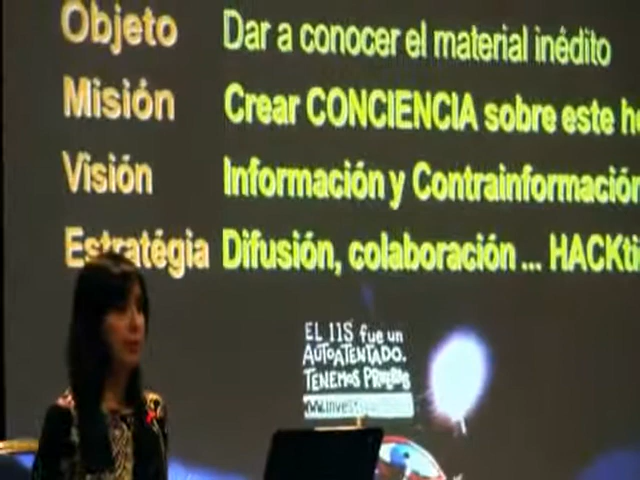 Objeto Dar a conocer el material inédito
Misión Crear CONCIENCIA sobre este
Visión Información y Contrainformación
Estratégia Difusión, colaboración ... HACKti
EL 11S fue un
AUTOATENTADO.
TENEMOS PRUEBAS